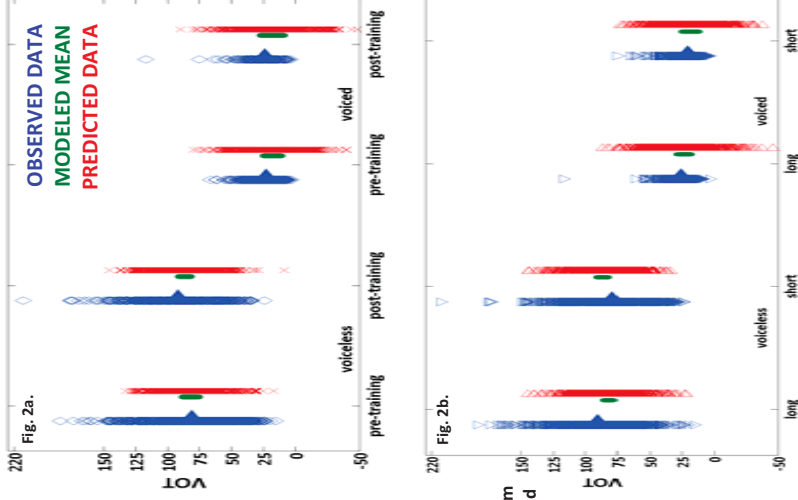 OBSERVED DATA
MODELED MEAN
PREDICTED DATA
Fig. 2a.
VOT
220
150
125
100
75
50
25
0
-50
pre-training
post-training
pre-training
post-training
voiceless
voiced
Fig. 2b.
m
d
VOT
220
150
125
100
75
50
25
0
-50
long
short
long
short
voiceless
voiced